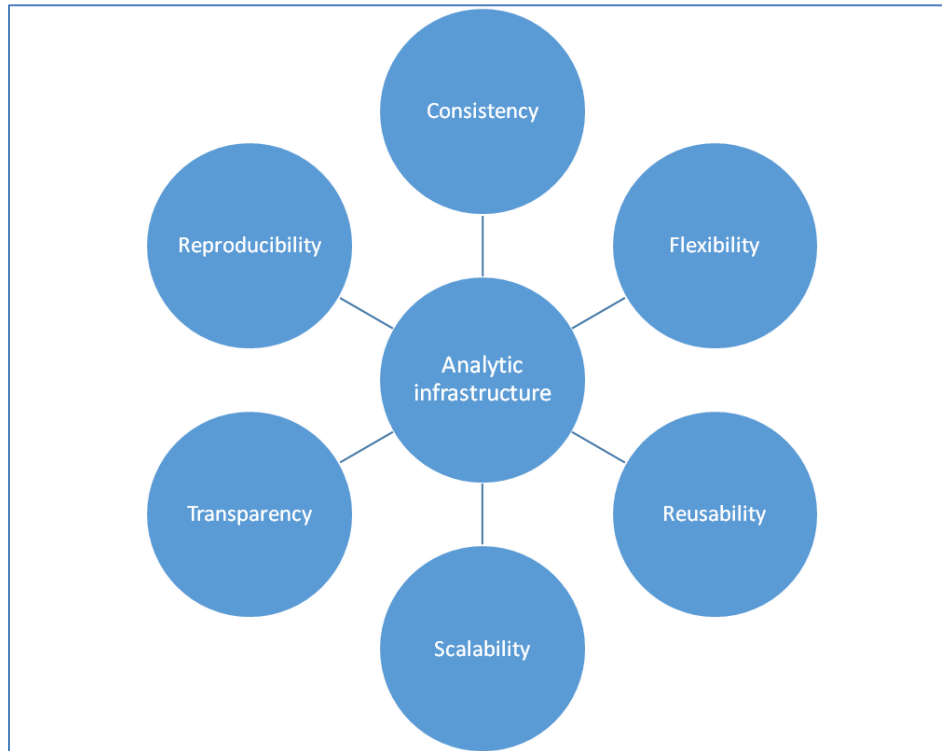 Consistency
Reproducibility
Flexibility
Analytic
infrastructure
Transparency
Reusability
Scalability